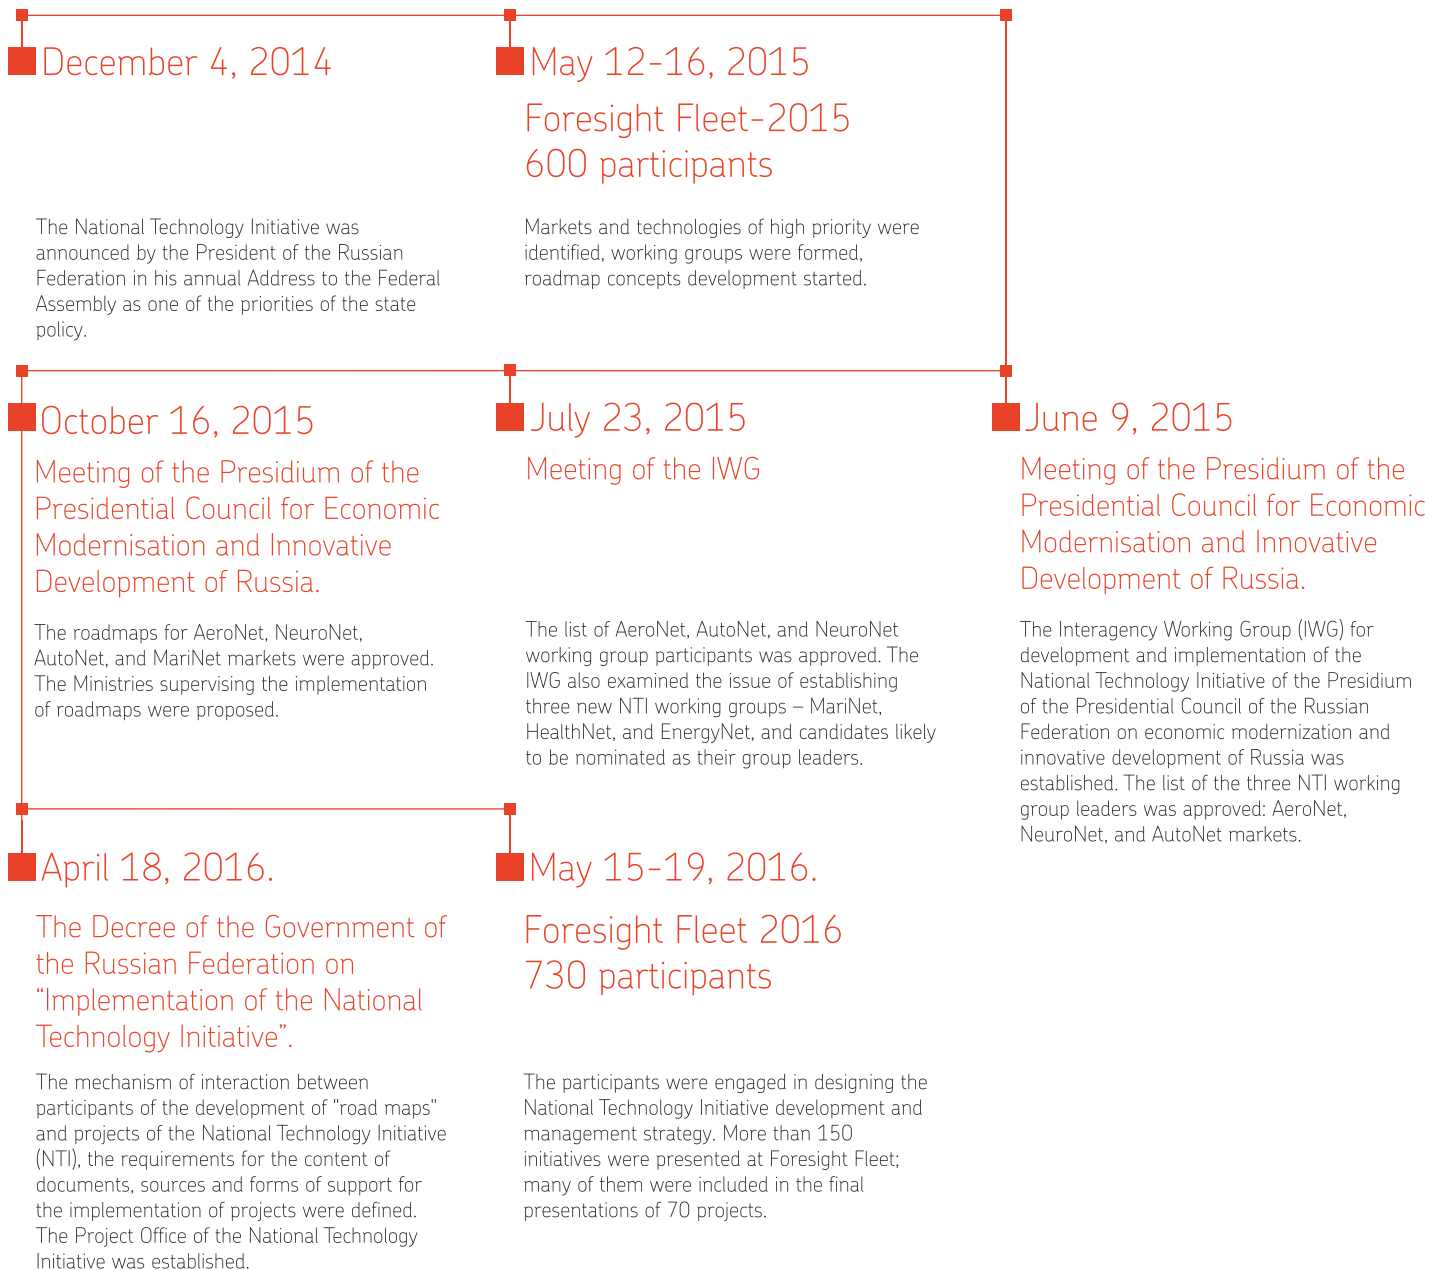 December 4, 2014
The National Technology Initiative was
announced by the President of the Russian
Federation in his annual Address to the Federal
Assembly as one of the priorities of the state
policy.
May 12-16, 2015
Foresight Fleet-2015
600 participants
Markets and technologies of high priority were
identified, working groups were formed,
roadmap concepts development started.
June 9, 2015
Meeting of the Presidium of the
Presidential Council for Economic
Modernisation and Innovative
Development of Russia.
The Interagency Working Group (IWG) for
development and implementation of the
National Technology Initiative of the Presidium
of the Presidential Council of the Russian
Federation on economic modernization and
innovative development of Russia was
established. The list of the three NTI working
group leaders was approved: AeroNet,
NeuroNet, and AutoNet markets.
July 23, 2015
Meeting of the IWG
The list of AeroNet, AutoNet, and NeuroNet
working group participants was approved. The
IWG also examined the issue of establishing
three new NTI working groups – MariNet,
HealthNet, and EnergyNet, and candidates likely
to be nominated as their group leaders.
October 16, 2015
Meeting of the Presidium of the
Presidential Council for Economic
Modernisation and Innovative
Development of Russia.
The roadmaps for AeroNet, NeuroNet,
AutoNet, and MariNet markets were approved.
The Ministries supervising the implementation
of roadmaps were proposed.
April 18, 2016.
The Decree of the Government of
the Russian Federation on
“Implementation of the National
Technology Initiative”.
The mechanism of interaction between
participants of the development of "road maps"
and projects of the National Technology Initiative
(NTI), the requirements for the content of
documents, sources and forms of support for
the implementation of projects were defined.
The Project Office of the National Technology
Initiative was established.
May 15-19, 2016.
Foresight Fleet 2016
730 participants
The participants were engaged in designing the
National Technology Initiative development and
management strategy. More than 150
initiatives were presented at Foresight Fleet;
many of them were included in the final
presentations of 70 projects.